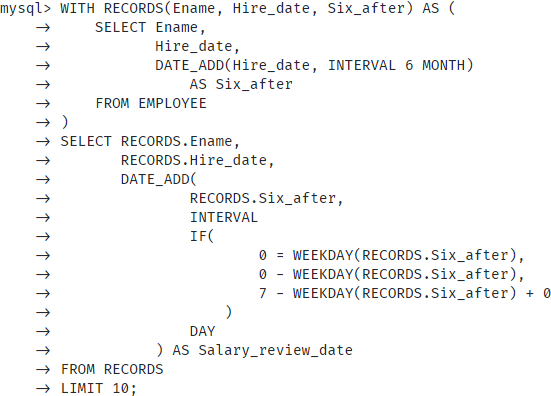 mysql> WITH RECORDS(Ename, Hire_date, Six_after) AS (
    → SELECT Ename,
    → Hire_date,
    → DATE_ADD(Hire_date, INTERVAL 6 MONTH)
    → AS Six_after
    → FROM EMPLOYEE
    → )
    → SELECT RECORDS.Ename,
    → RECORDS.Hire_date,
    → DATE_ADD(
    → RECORDS.Six_after,
    → INTERVAL
    → IF(
    → 0 = WEEKDAY(RECORDS.Six_after),
    → 0 - WEEKDAY(RECORDS.Six_after),
    → 7 - WEEKDAY(RECORDS.Six_after) + 0
    → )
    → DAY
    → ) AS Salary_review_date
    → FROM RECORDS
    → LIMIT 10;